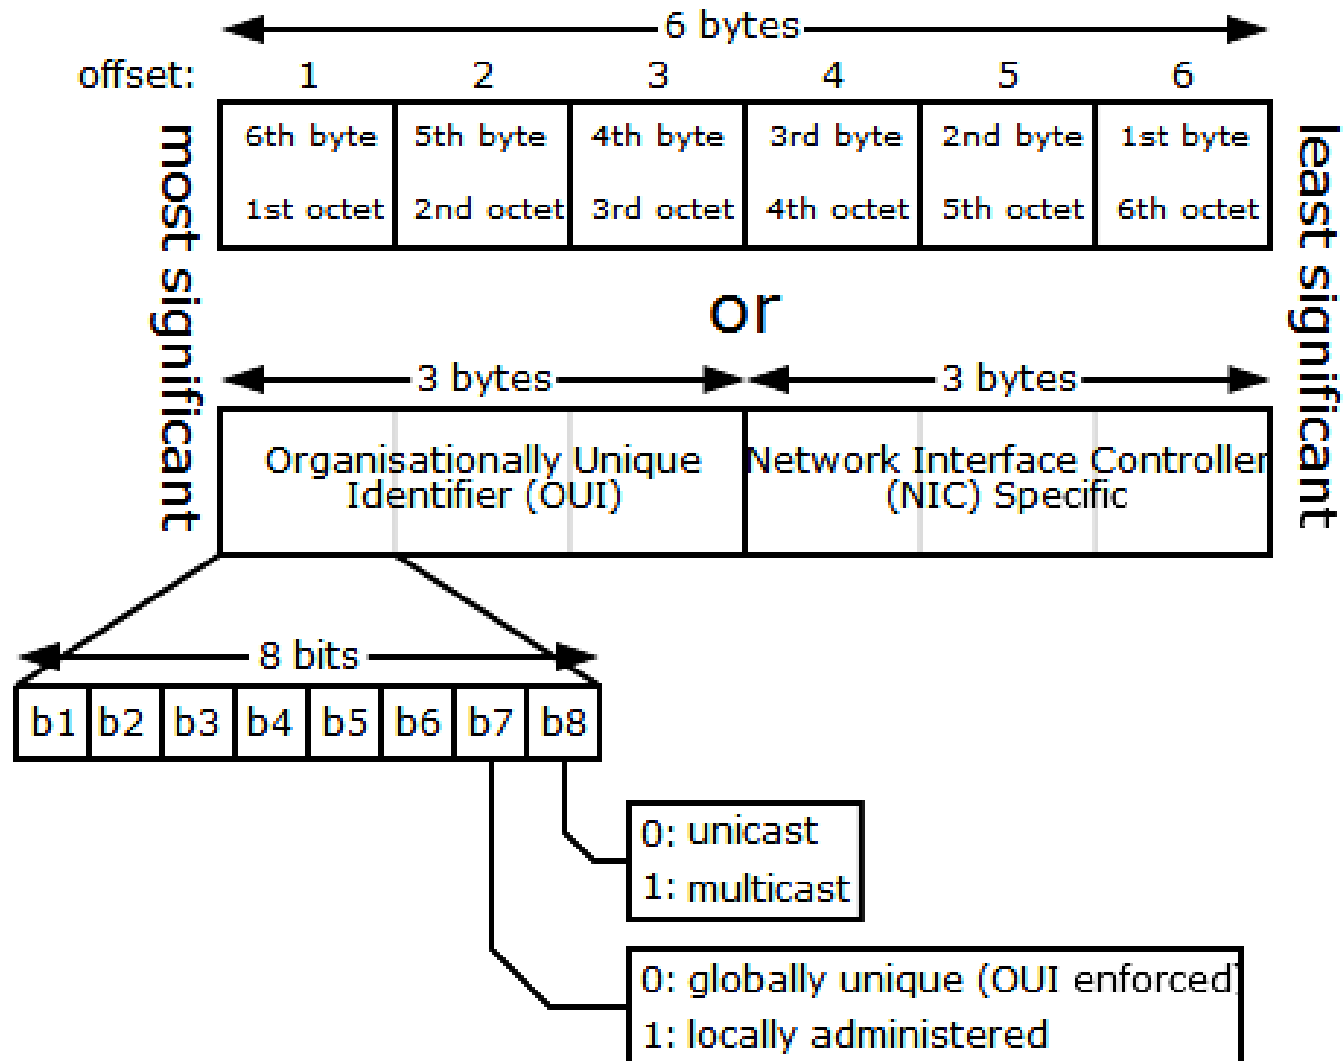 6 bytes
offset: 1 2 3 4 5 6
6th byte 5th byte 4th byte 3rd byte 2nd byte 1st byte
1st octet 2nd octet 3rd octet 4th octet 5th octet 6th octet
most significant
least significant
or
3 bytes 3 bytes
Organisationally Unique
Identifier (OUI)
Network Interface Controller
(NIC) Specific
8 bits
b1 b2 b3 b4 b5 b6 b7 b8
0: unicast
1: multicast
0: globally unique (OUI enforced)
1: locally administered